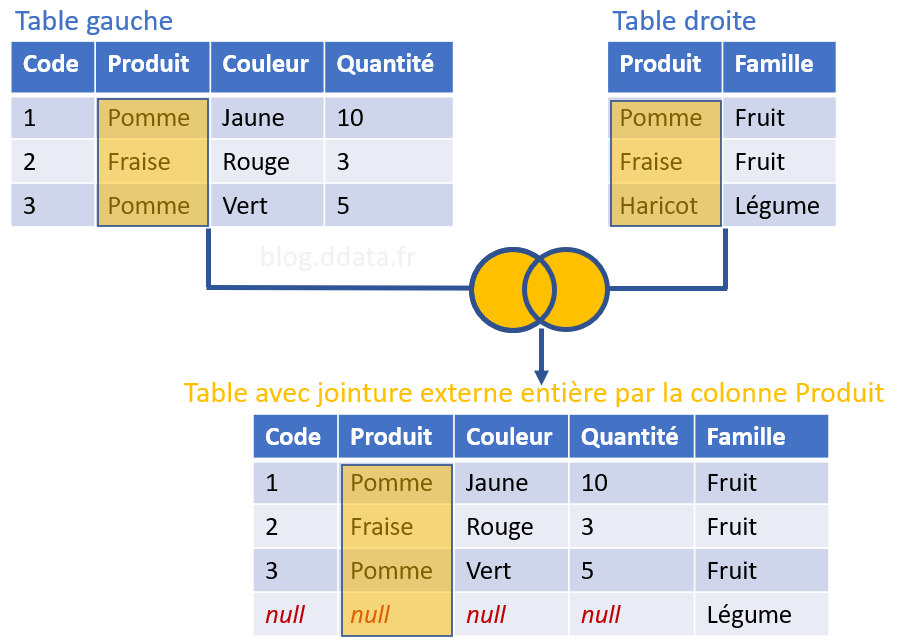 Table gauche
Table droite
Code Produit Couleur Quantité
Produit Famille
1 Pomme Jaune 10
Pomme Fruit
2 Fraise Rouge 3
Fraise Fruit
3 Pomme Vert 5
Haricot Légume
blog.ddata.fr
Table avec jointure externe entière par la colonne Produit
Code Produit Couleur Quantité Famille
1 Pomme Jaune 10 Fruit
2 Fraise Rouge 3 Fruit
3 Pomme Vert 5 Fruit
null null null null Légume